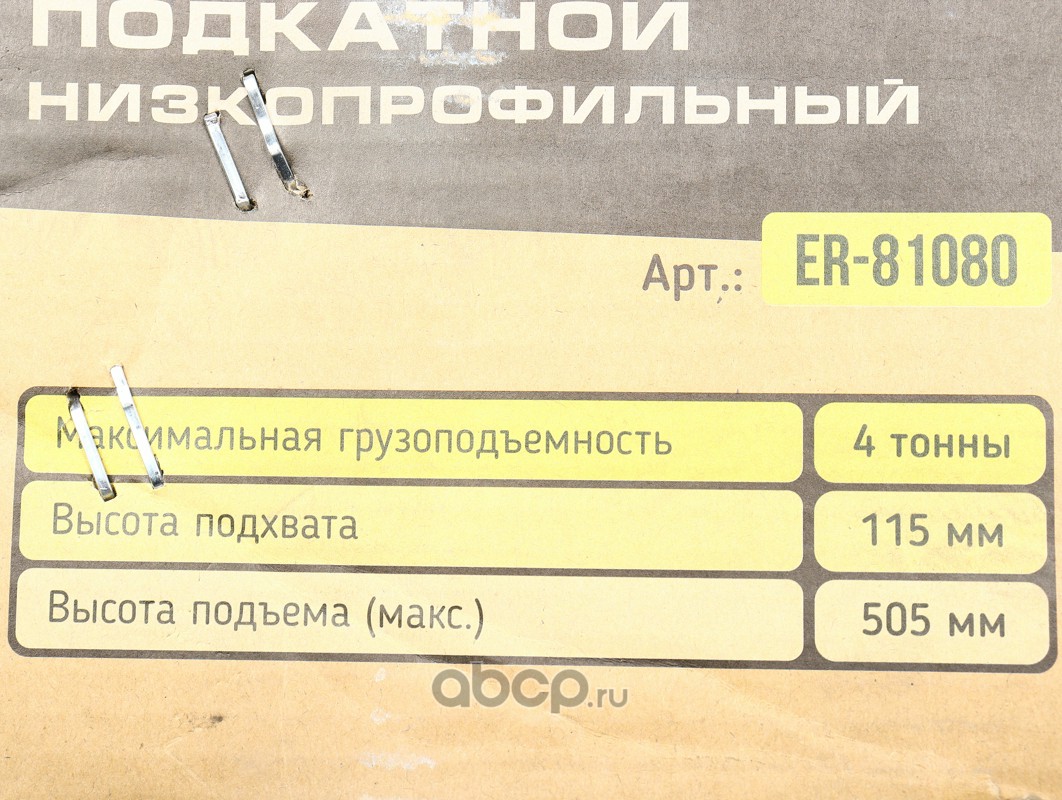 ПОДКАТНОЙ
НИЗКОПРОФИЛЬНЫЙ
Арт.: ER-81080
Максимальная грузоподъемность 4 тонны
Высота подхвата 115 мм
Высота подъема (макс.) 505 мм
abcp.ru